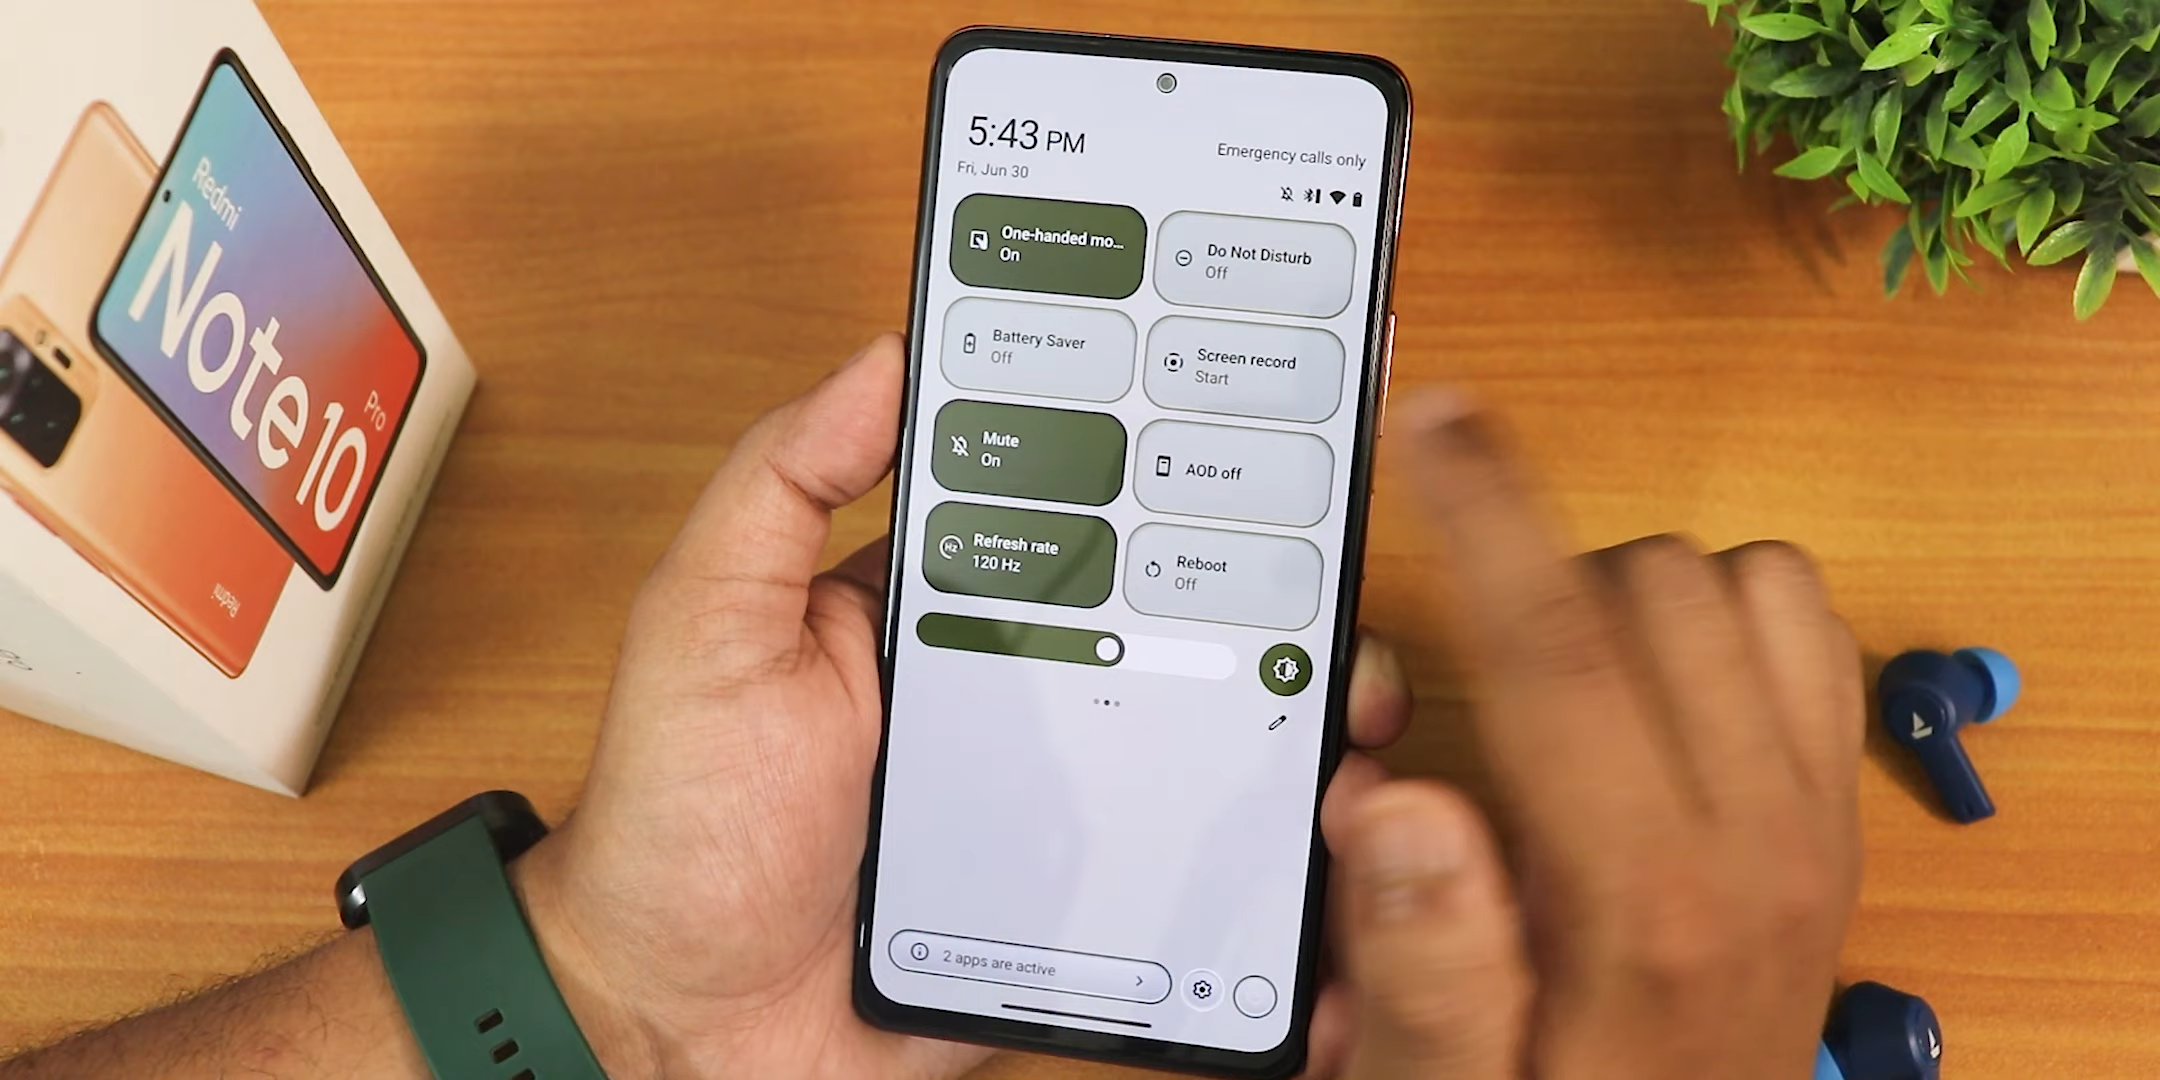 Redmi
Note 10
Pro
Redmi
5:43 PM
Emergency calls only
Fri, Jun 30
One-handed mo...
On
Do Not Disturb
Off
Battery Saver
Off
Screen record
Start
Mute
On
AOD off
Hz
Refresh rate
120 Hz
Reboot
Off
2 apps are active